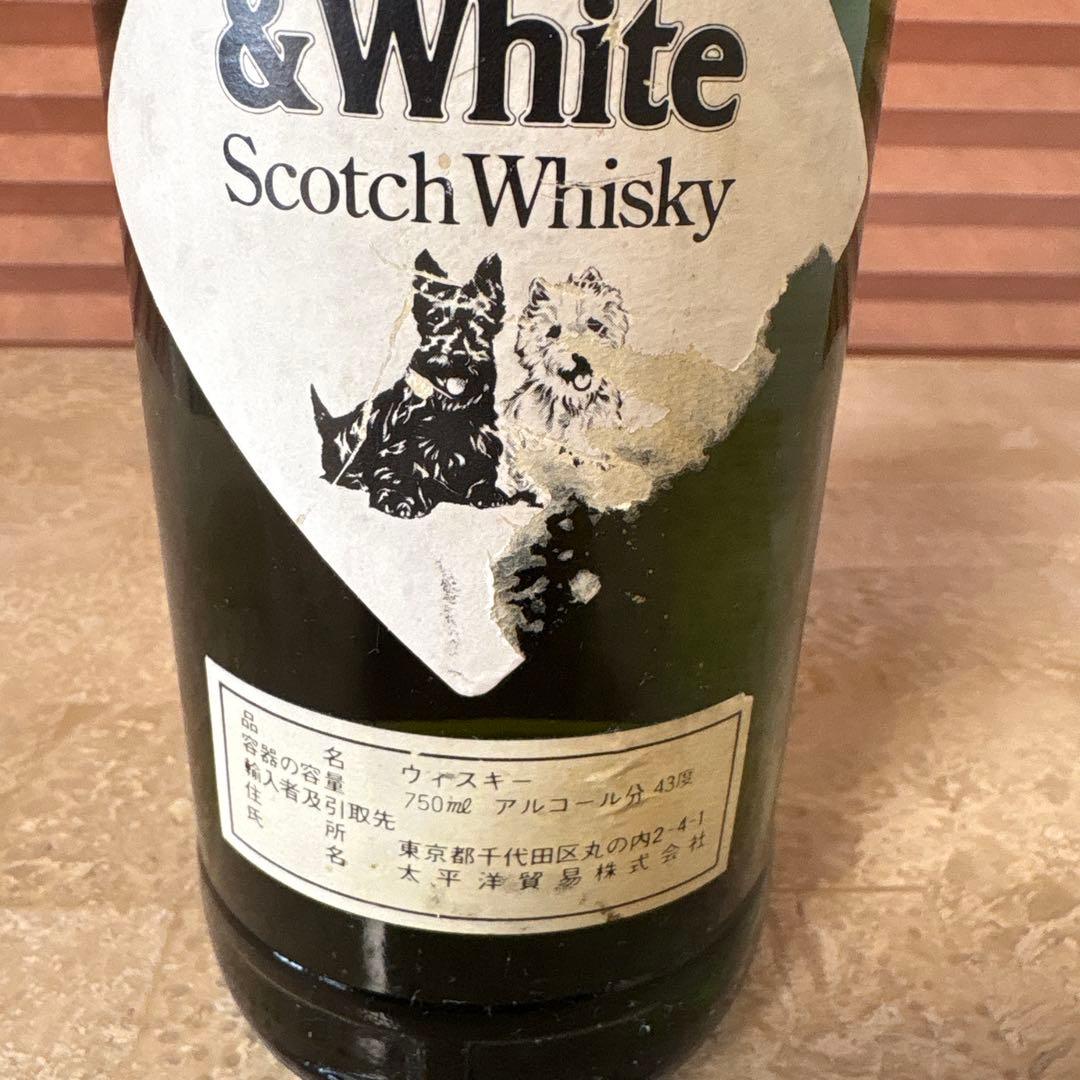 &White
Scotch Whisky
品　　名　ウィスキー
容器の容量　750ml　アルコール分 43度
輸入者及引取先
住　　所　東京都千代田区丸の内2-4-1
氏　　名　太平洋貿易株式会社